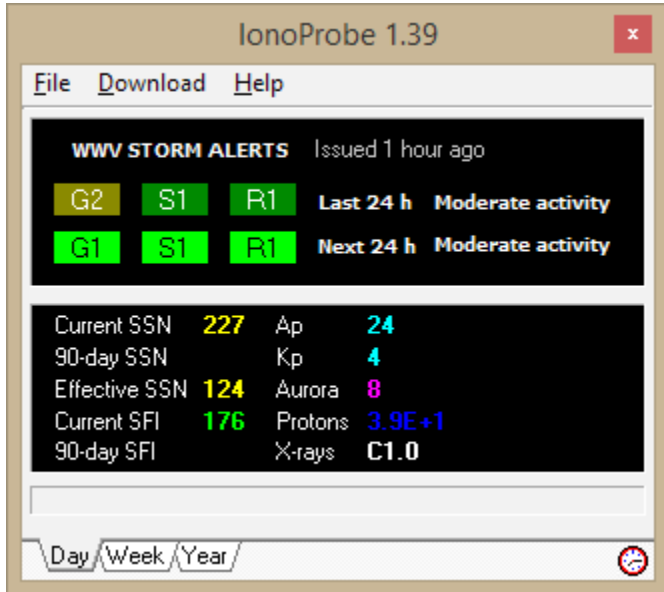 IonoProbe 1.39 x
File Download Help
WWV STORM ALERTS Issued 1 hour ago
G2 S1 R1 Last 24 h Moderate activity
G1 S1 R1 Next 24 h Moderate activity
Current SSN 227 Ap 24
90-day SSN Kp 4
Effective SSN 124 Aurora 8
Current SFI 176 Protons 3.9E+1
90-day SFI X-rays C1.0
Day Week Year